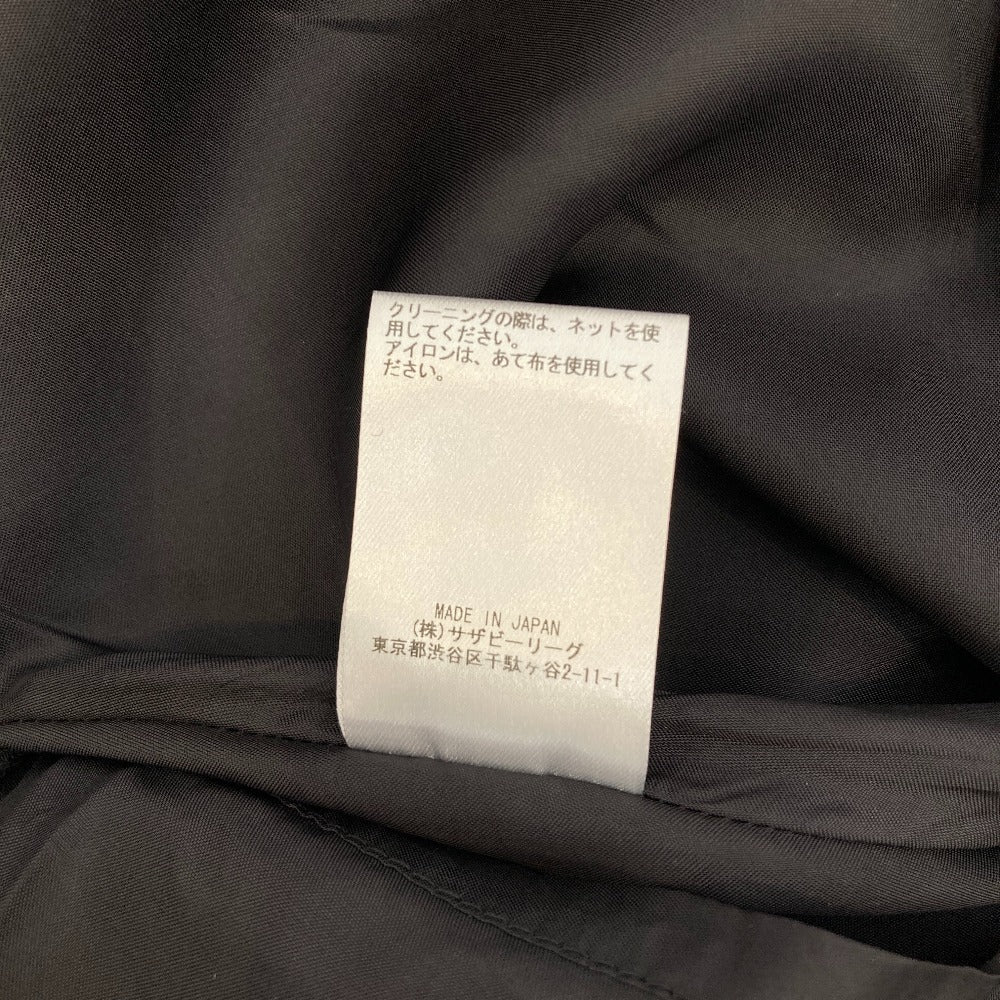 クリーニングの際は、ネットを使
用してください。
アイロンは、あて布を使用してく
ださい。
MADE IN JAPAN
(株)サザビーリーグ
東京都渋谷区千駄ヶ谷2-11-1